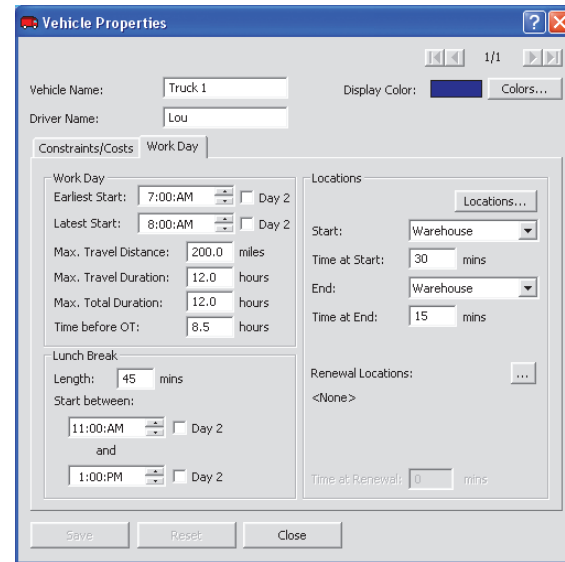 Vehicle Properties
1/1
Vehicle Name: Truck 1 Display Color: Colors...
Driver Name: Lou
Constraints/Costs Work Day
Work Day
Earliest Start: 7:00:AM Day 2
Latest Start: 8:00:AM Day 2
Max. Travel Distance: 200.0 miles
Max. Travel Duration: 12.0 hours
Max. Total Duration: 12.0 hours
Time before OT: 8.5 hours
Lunch Break
Length: 45 mins
Start between:
11:00:AM Day 2
and
1:00:PM Day 2
Locations
Locations...
Start: Warehouse
Time at Start: 30 mins
End: Warehouse
Time at End: 15 mins
Renewal Locations: ...
<None>
Time at Renewal: 0 mins
Save Reset Close